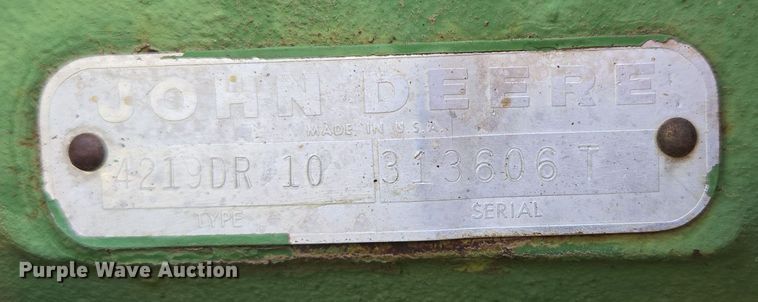 JOHN DEERE
MADE IN U.S.A.
4219DR 10 313606 T
TYPE SERIAL
Purple Wave Auction